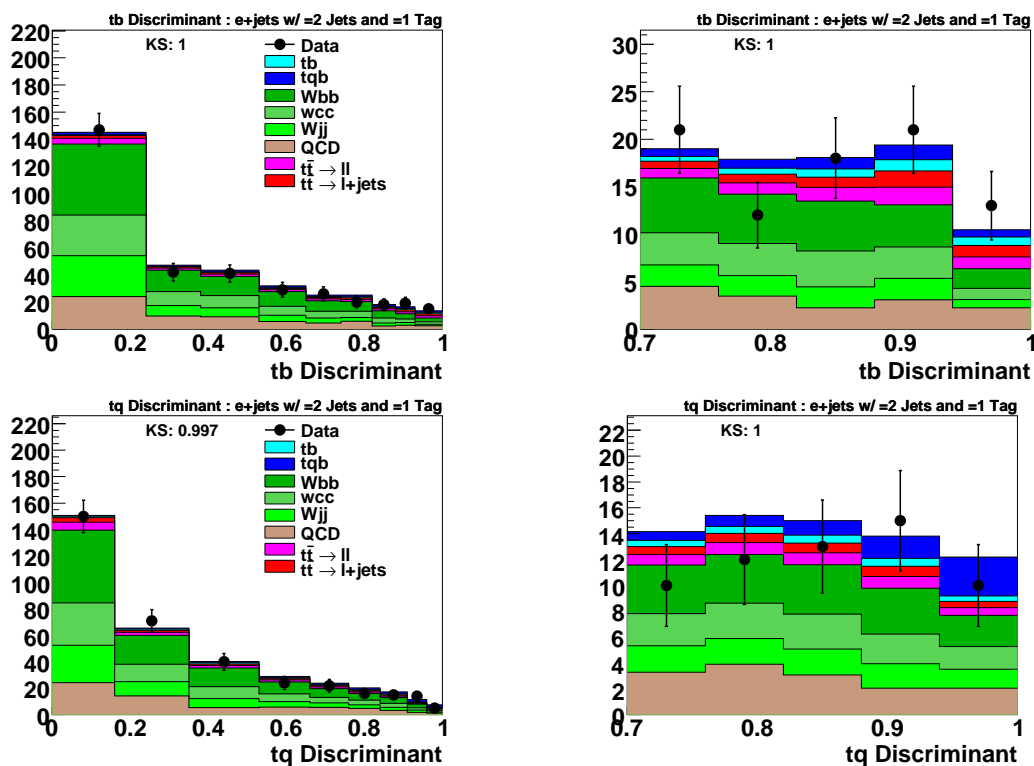 tb Discriminant : e+jets w/ =2 Jets and =1 Tag
KS: 1
220
200
180
160
140
120
100
80
60
40
20
0
Data
tb
tqb
Wbb
wcc
Wjj
QCD
tt̄ → ll
tt̄ → l+jets
0 0.2 0.4 0.6 0.8 1
tb Discriminant
tb Discriminant : e+jets w/ =2 Jets and =1 Tag
KS: 1
30
25
20
15
10
5
0
0.7 0.8 0.9 1
tb Discriminant
tq Discriminant : e+jets w/ =2 Jets and =1 Tag
KS: 0.997
220
200
180
160
140
120
100
80
60
40
20
0
Data
tb
tqb
Wbb
wcc
Wjj
QCD
tt̄ → ll
tt̄ → l+jets
0 0.2 0.4 0.6 0.8 1
tq Discriminant
tq Discriminant : e+jets w/ =2 Jets and =1 Tag
KS: 1
22
20
18
16
14
12
10
8
6
4
2
0
0.7 0.8 0.9 1
tq Discriminant